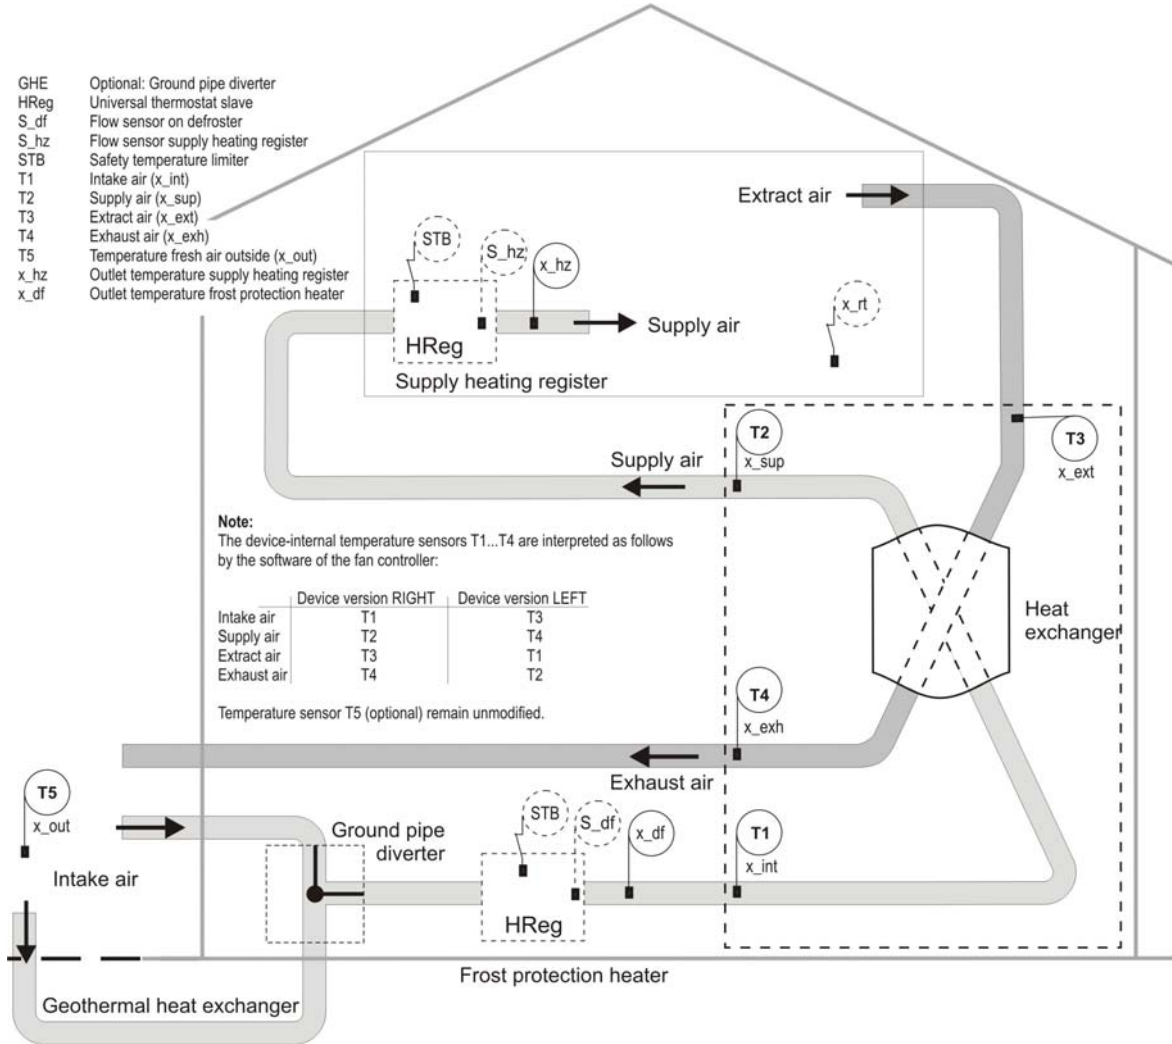 GHE Optional: Ground pipe diverter
HReg Universal thermostat slave
S_df Flow sensor on defroster
S_hz Flow sensor supply heating register
STB Safety temperature limiter
T1 Intake air (x_int)
T2 Supply air (x_sup)
T3 Extract air (x_ext)
T4 Exhaust air (x_exh)
T5 Temperature fresh air outside (x_out)
x_hz Outlet temperature supply heating register
x_df Outlet temperature frost protection heater
Extract air
STB
S_hz
x_hz
x_rt
HReg
Supply air
Supply heating register
T2
x_sup
T3
x_ext
Supply air
Note:
The device-internal temperature sensors T1...T4 are interpreted as follows
by the software of the fan controller:
Device version RIGHT Device version LEFT
Intake air T1 T3
Supply air T2 T4
Extract air T3 T1
Exhaust air T4 T2
Temperature sensor T5 (optional) remain unmodified.
Heat
exchanger
T4
x_exh
Exhaust air
T5
x_out
Intake air
Ground pipe
diverter
STB
S_df
x_df
T1
x_int
HReg
Frost protection heater
Geothermal heat exchanger